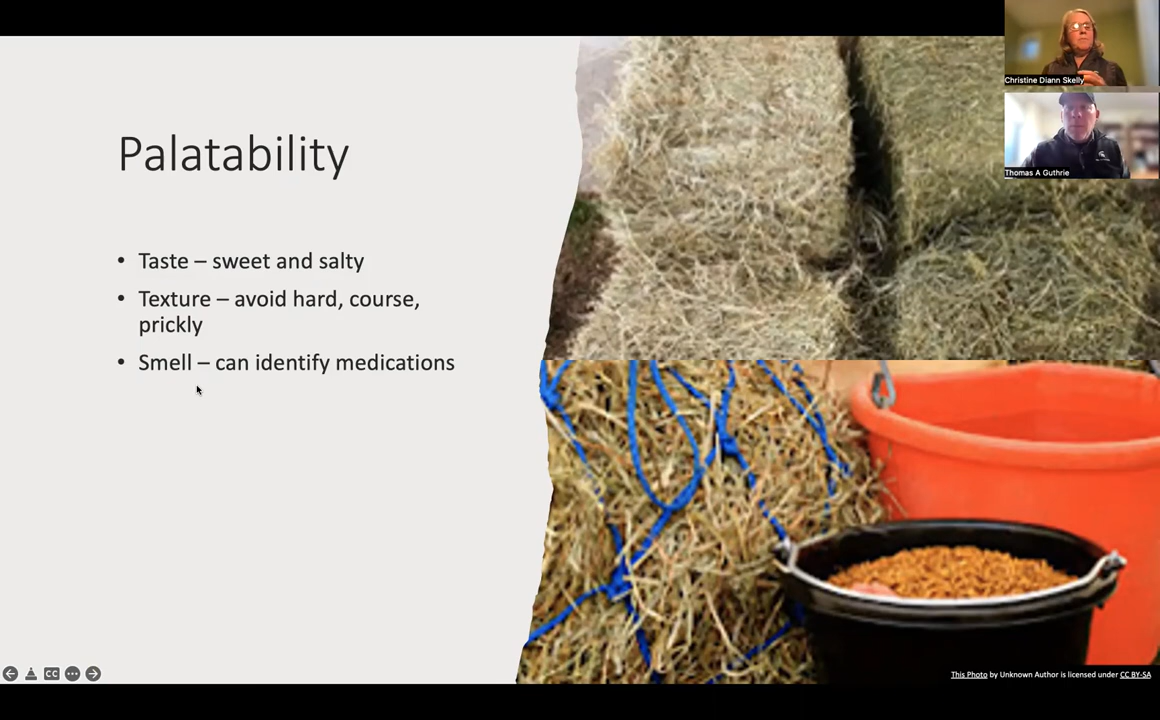 Christine Diann Skelly
Thomas A Guthrie
Palatability
• Taste – sweet and salty
• Texture – avoid hard, course,
prickly
• Smell – can identify medications
CC
This Photo by Unknown Author is licensed under CC BY-SA